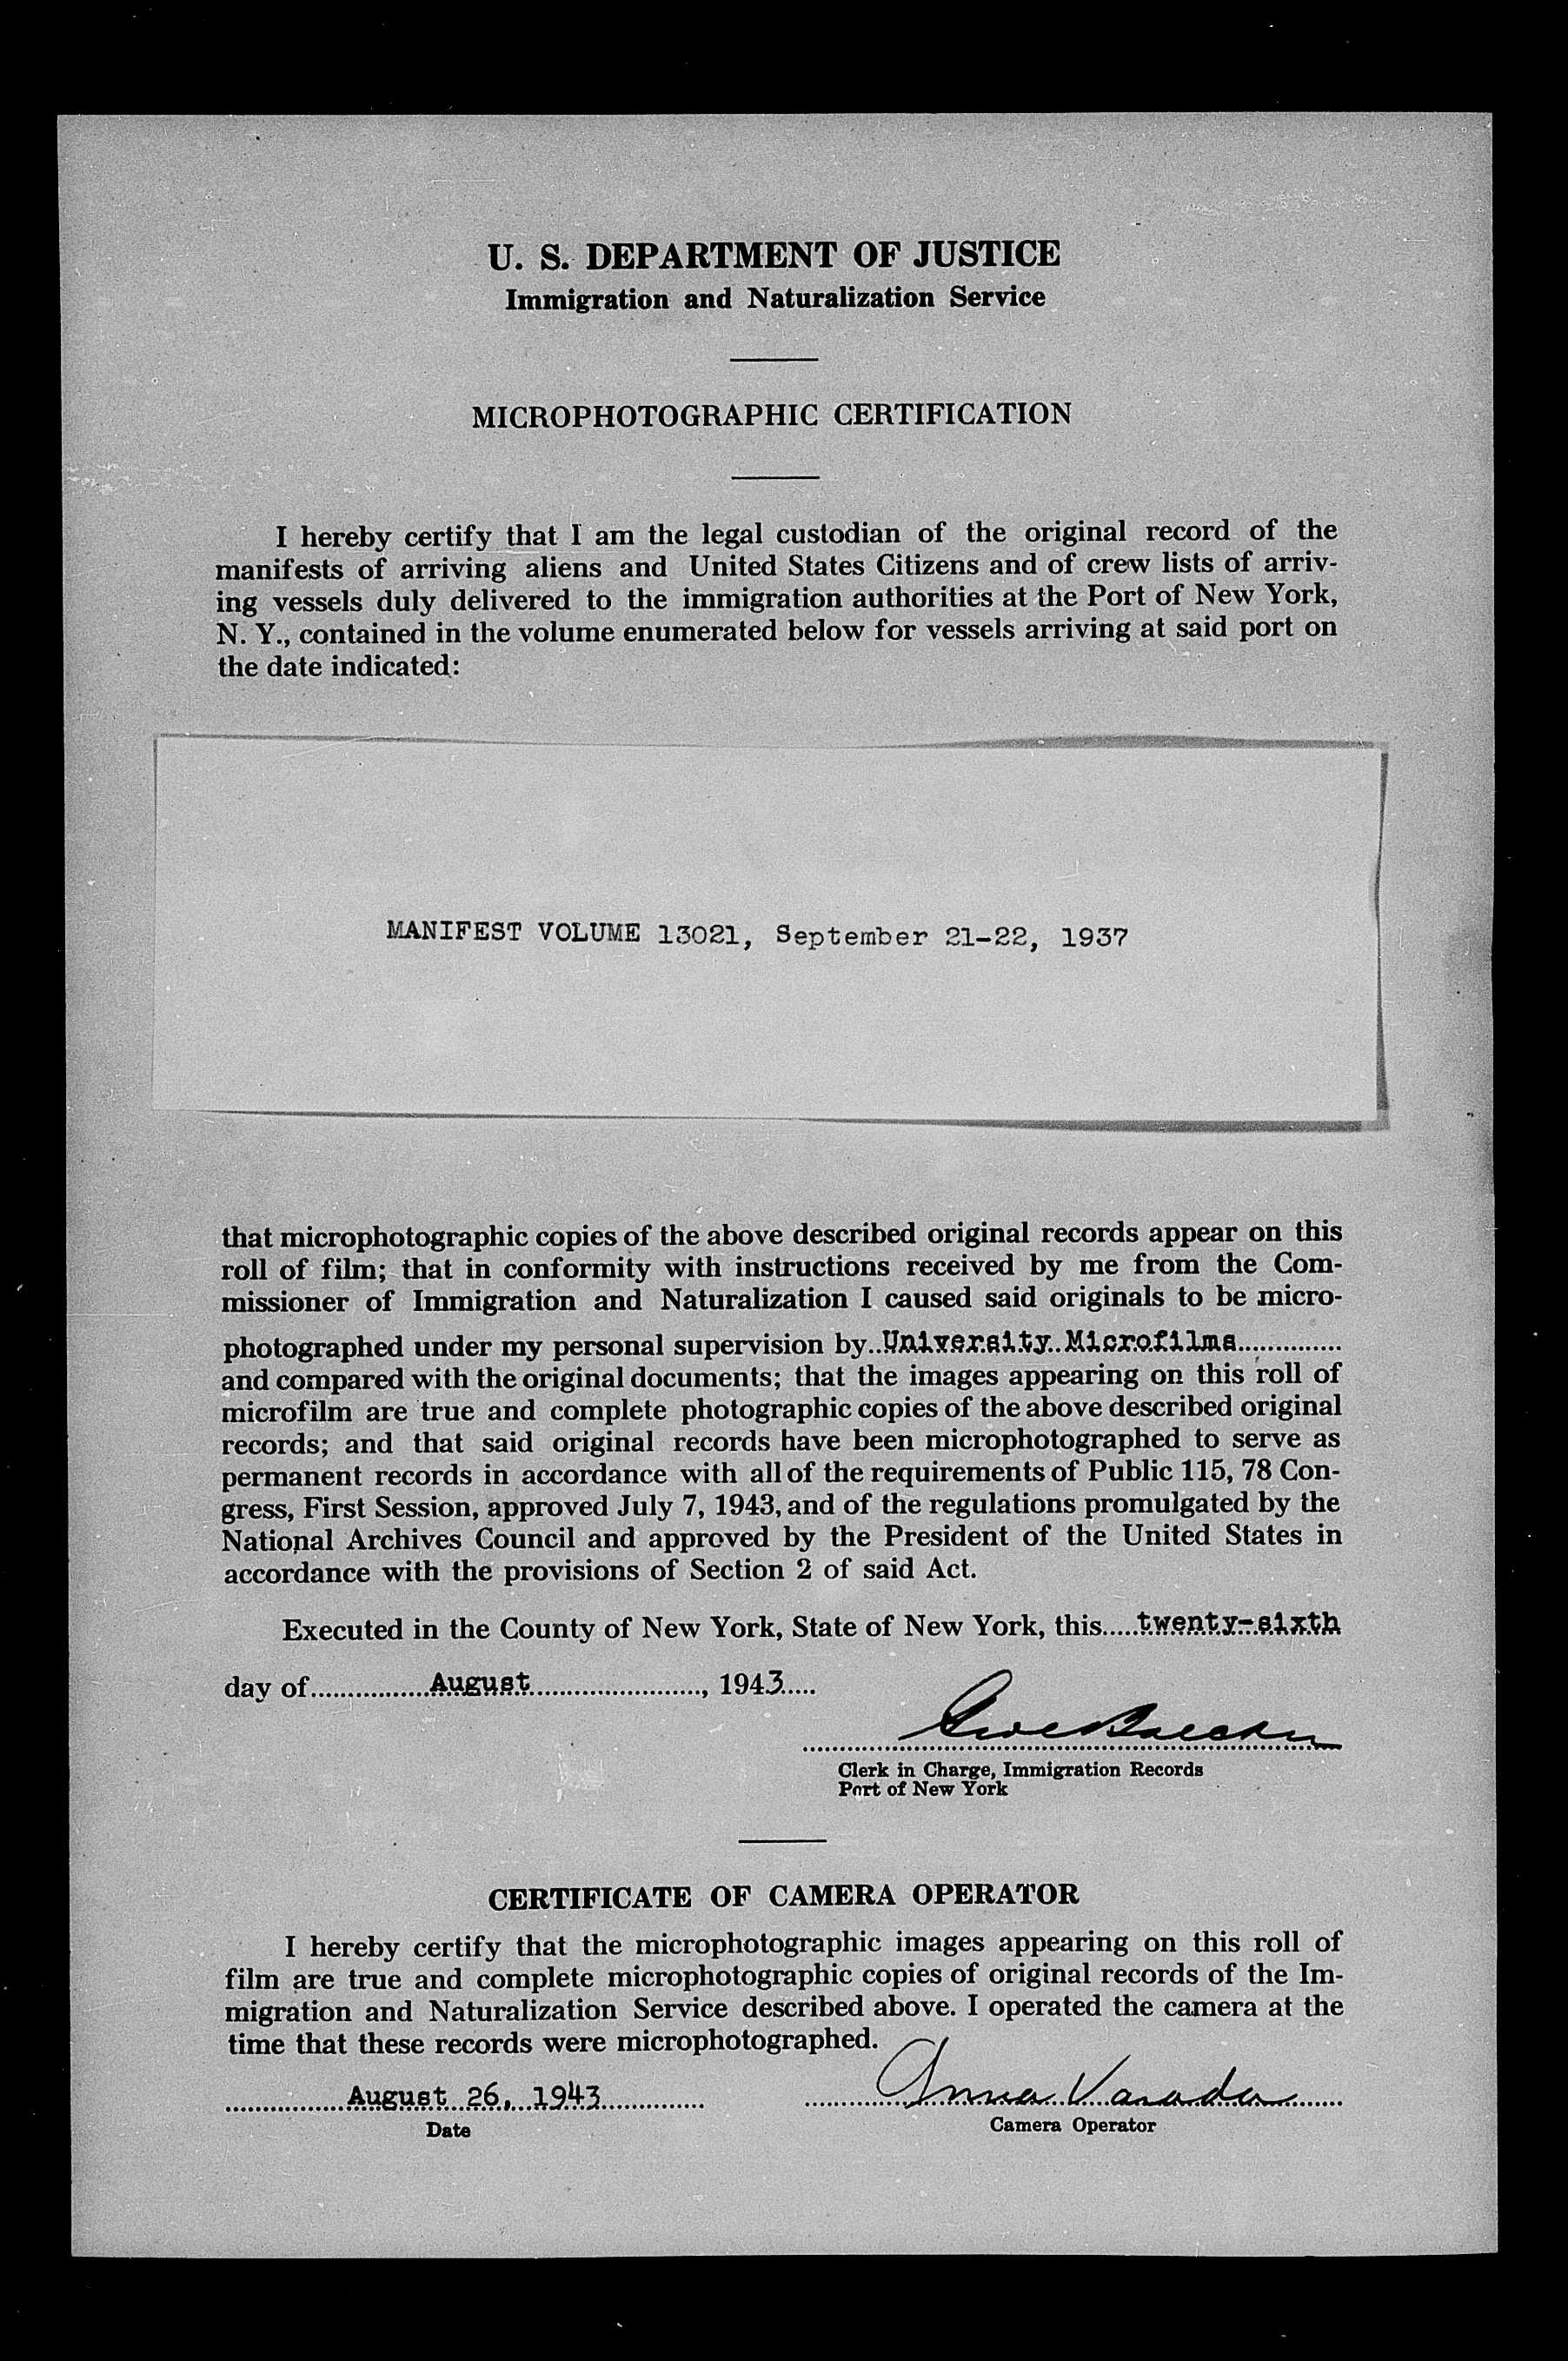 U. S. DEPARTMENT OF JUSTICE
Immigration and Naturalization Service
MICROPHOTOGRAPHIC CERTIFICATION
I hereby certify that I am the legal custodian of the original record of the
manifests of arriving aliens and United States Citizens and of crew lists of arriv-
ing vessels duly delivered to the immigration authorities at the Port of New York,
N. Y., contained in the volume enumerated below for vessels arriving at said port on
the date indicated:
MANIFEST VOLUME 13021, September 21-22, 1937
that microphotographic copies of the above described original records appear on this
roll of film; that in conformity with instructions received by me from the Com-
missioner of Immigration and Naturalization I caused said originals to be micro-
photographed under my personal supervision by..University Microfilms..............
and compared with the original documents; that the images appearing on this roll of
microfilm are true and complete photographic copies of the above described original
records; and that said original records have been microphotographed to serve as
permanent records in accordance with all of the requirements of Public 115, 78 Con-
gress, First Session, approved July 7, 1943, and of the regulations promulgated by the
National Archives Council and approved by the President of the United States in
accordance with the provisions of Section 2 of said Act.
Executed in the County of New York, State of New York, this.....twenty-sixth
day of................August........................, 1943.....
Clerk in Charge, Immigration Records
Port of New York
CERTIFICATE OF CAMERA OPERATOR
I hereby certify that the microphotographic images appearing on this roll of
film are true and complete microphotographic copies of original records of the Im-
migration and Naturalization Service described above. I operated the camera at the
time that these records were microphotographed.
August 26, 1943 Anna
Date Camera Operator